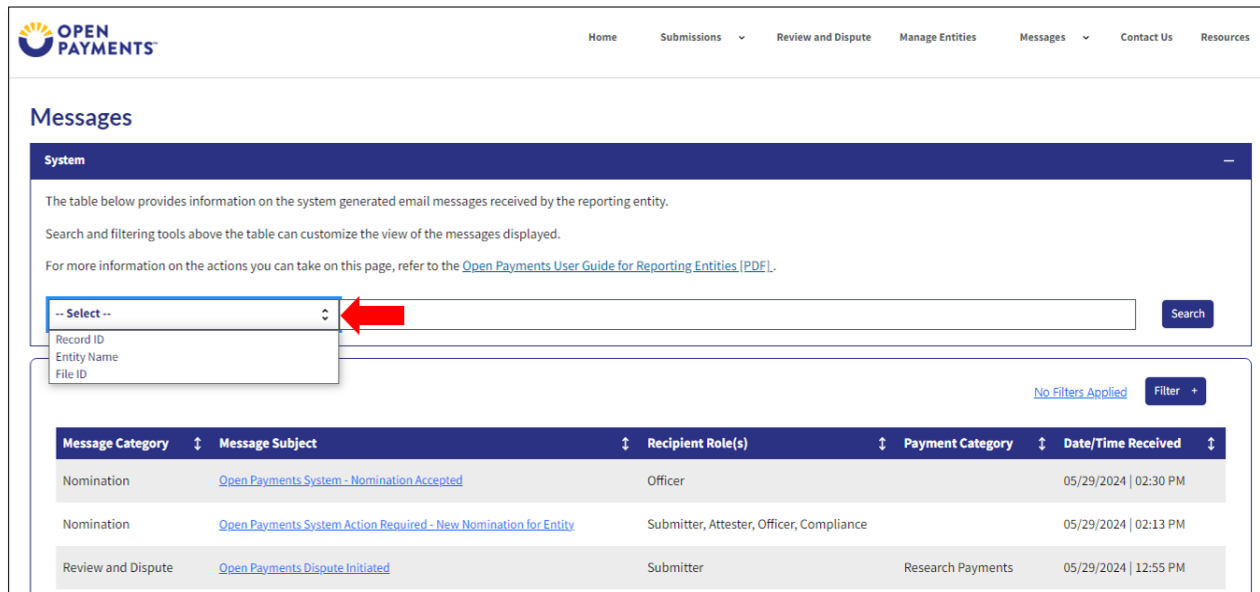 OPEN
PAYMENTS™
Home Submissions Review and Dispute Manage Entities Messages Contact Us Resources
Messages
System
The table below provides information on the system generated email messages received by the reporting entity.
Search and filtering tools above the table can customize the view of the messages displayed.
For more information on the actions you can take on this page, refer to the Open Payments User Guide for Reporting Entities [PDF] .
-- Select -- Search
Record ID
Entity Name
File ID
No Filters Applied Filter +
Message Category Message Subject Recipient Role(s) Payment Category Date/Time Received
Nomination Open Payments System - Nomination Accepted Officer 05/29/2024 | 02:30 PM
Nomination Open Payments System Action Required - New Nomination for Entity Submitter, Attester, Officer, Compliance 05/29/2024 | 02:13 PM
Review and Dispute Open Payments Dispute Initiated Submitter Research Payments 05/29/2024 | 12:55 PM